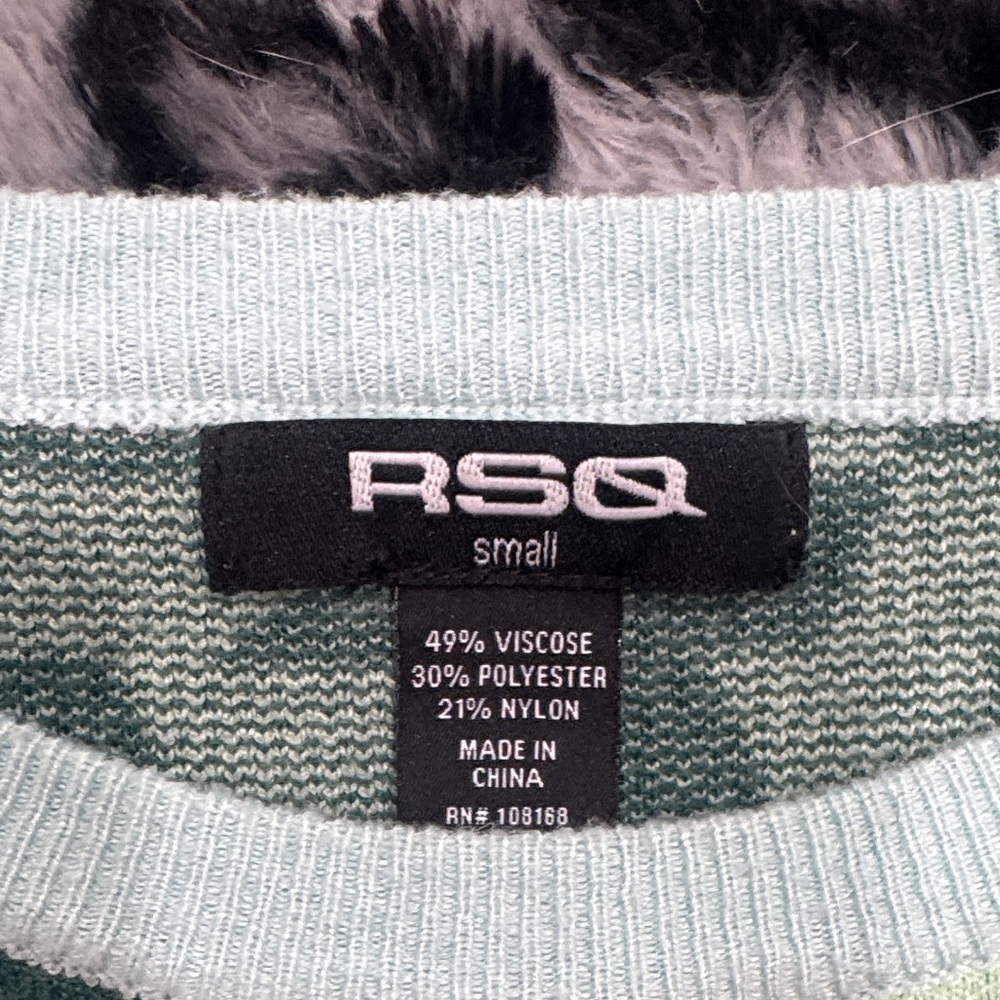 RSQ
small
49% VISCOSE
30% POLYESTER
21% NYLON
MADE IN
CHINA
RN# 108168